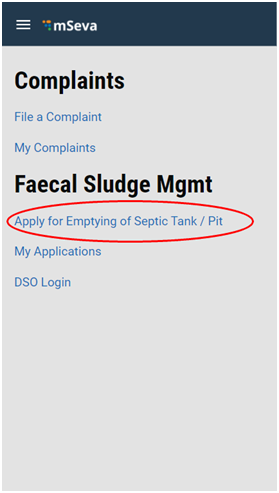 mSeva
Complaints
File a Complaint
My Complaints
Faecal Sludge Mgmt
Apply for Emptying of Septic Tank / Pit
My Applications
DSO Login